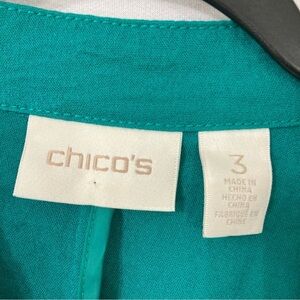 chico's
3
MADE IN
CHINA
HECHO EN
CHINA
FABRIQUÉ EN
CHINE